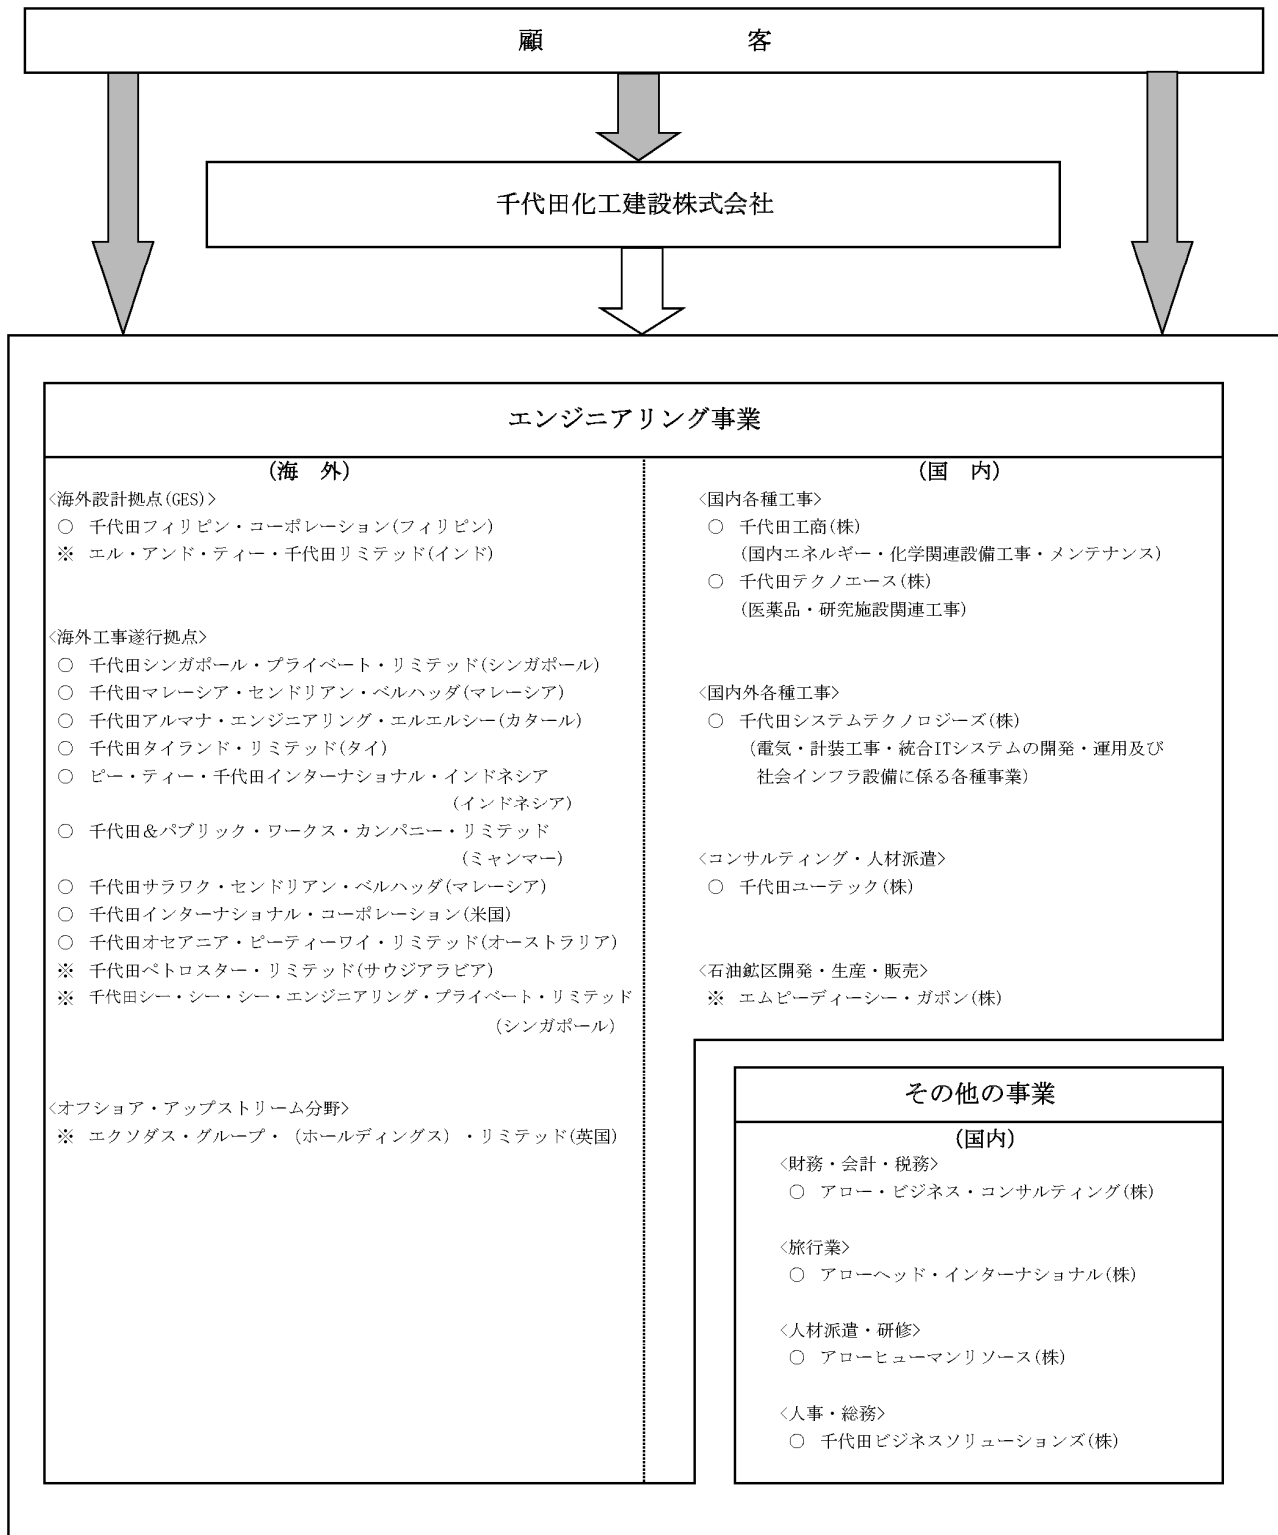 顧 客
千代田化工建設株式会社
エンジニアリング事業
(海 外)
<海外設計拠点(GES)>
○ 千代田フィリピン・コーポレーション(フィリピン)
※ エル・アンド・ティー・千代田リミテッド(インド)
<海外工事遂行拠点>
○ 千代田シンガポール・プライベート・リミテッド(シンガポール)
○ 千代田マレーシア・センドリアン・ベルハッダ(マレーシア)
○ 千代田アルマナ・エンジニアリング・エルエルシー(カタール)
○ 千代田タイランド・リミテッド(タイ)
○ ピー・ティー・千代田インターナショナル・インドネシア
(インドネシア)
○ 千代田&パブリック・ワークス・カンパニー・リミテッド
(ミャンマー)
○ 千代田サラワク・センドリアン・ベルハッダ(マレーシア)
○ 千代田インターナショナル・コーポレーション(米国)
○ 千代田オセアニア・ピーティーワイ・リミテッド(オーストラリア)
※ 千代田ペトロスター・リミテッド(サウジアラビア)
※ 千代田シー・シー・シー・エンジニアリング・プライベート・リミテッド
(シンガポール)
<オフショア・アップストリーム分野>
※ エクソダス・グループ・(ホールディングス)・リミテッド(英国)
(国 内)
<国内各種工事>
○ 千代田工商(株)
(国内エネルギー・化学関連設備工事・メンテナンス)
○ 千代田テクノエース(株)
(医薬品・研究施設関連工事)
<国内外各種工事>
○ 千代田システムテクノロジーズ(株)
(電気・計装工事・統合ITシステムの開発・運用及び
社会インフラ設備に係る各種事業)
<コンサルティング・人材派遣>
○ 千代田ユーテック(株)
<石油鉱区開発・生産・販売>
※ エムピーディーシー・ガボン(株)
その他の事業
(国内)
<財務・会計・税務>
○ アロー・ビジネス・コンサルティング(株)
<旅行業>
○ アローヘッド・インターナショナル(株)
<人材派遣・研修>
○ アローヒューマンリソース(株)
<人事・総務>
○ 千代田ビジネスソリューションズ(株)